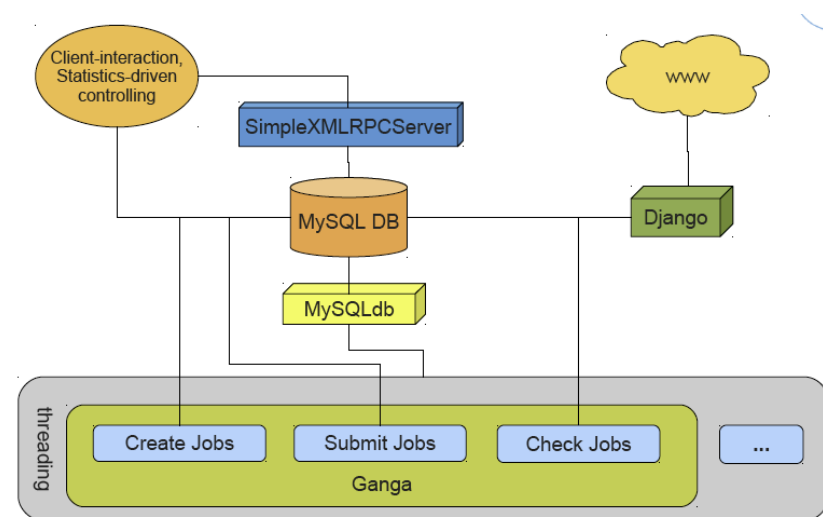 Client-interaction,
Statistics-driven
controlling
www
SimpleXMLRPCServer
MySQL DB
Django
MySQLdb
threading
Create Jobs
Submit Jobs
Check Jobs
...
Ganga